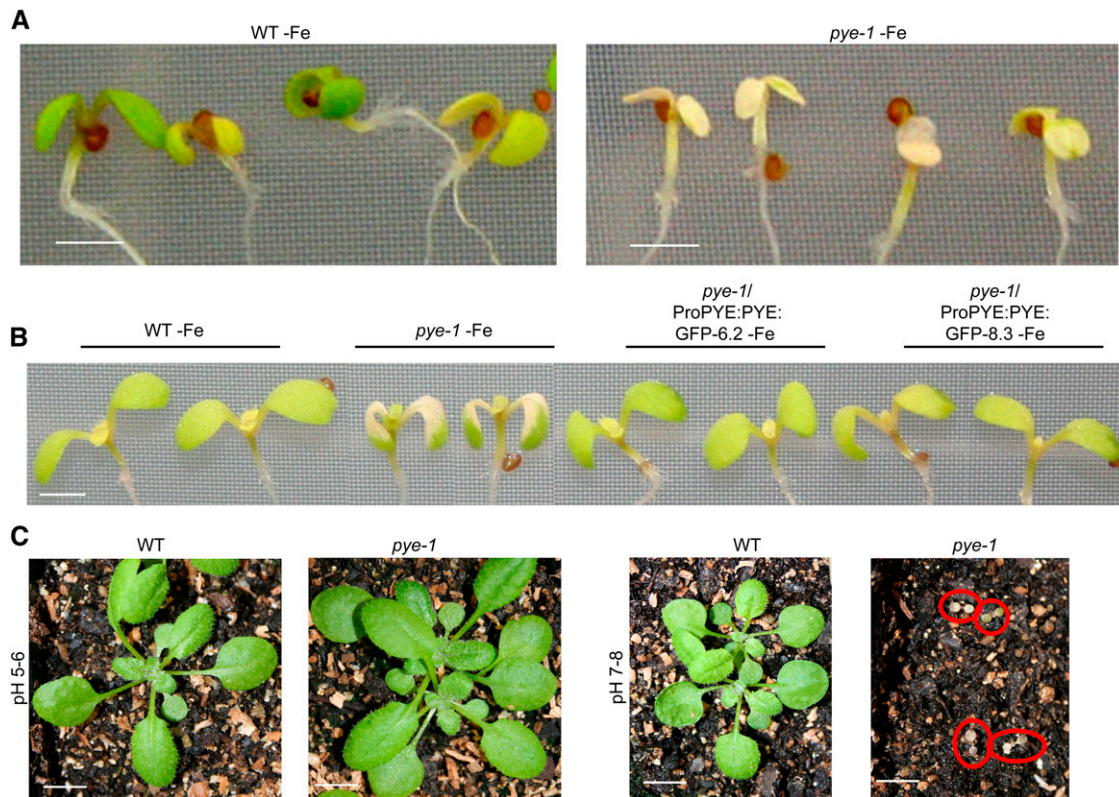 A
WT -Fe
pye-1 -Fe
B
WT -Fe
pye-1 -Fe
pye-1/
ProPYE:PYE:
GFP-6.2 -Fe
pye-1/
ProPYE:PYE:
GFP-8.3 -Fe
C
WT
pye-1
WT
pye-1
pH 5-6
pH 7-8